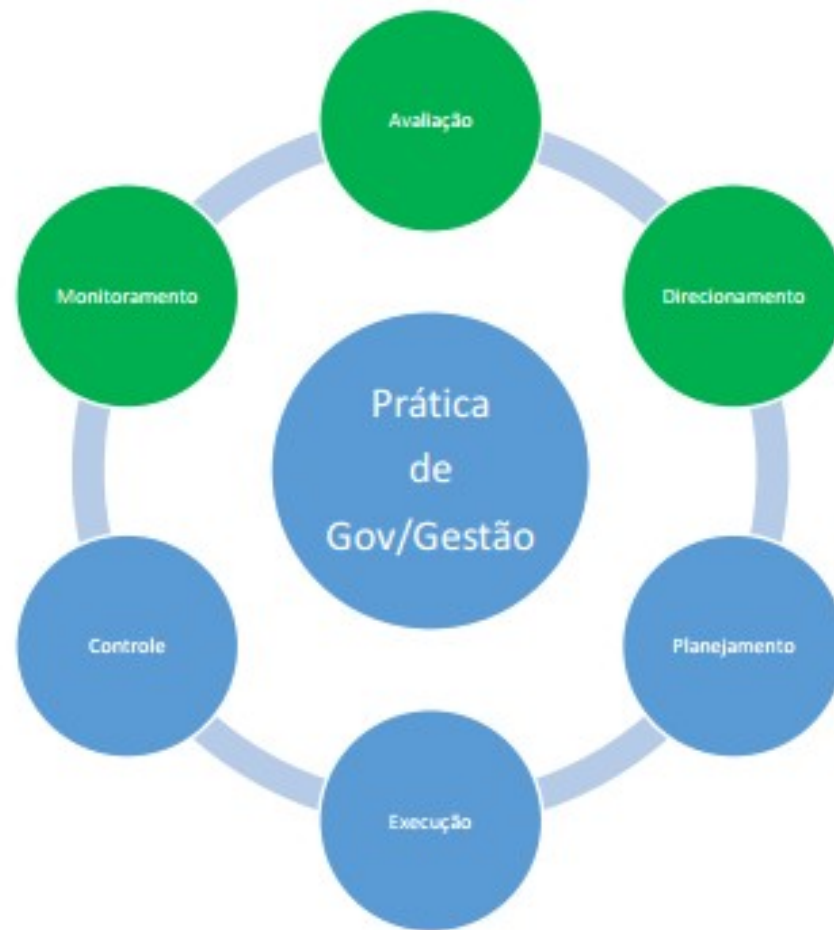 Avaliação
Monitoramento
Direcionamento
Prática
de
Gov/Gestão
Controle
Planejamento
Execução